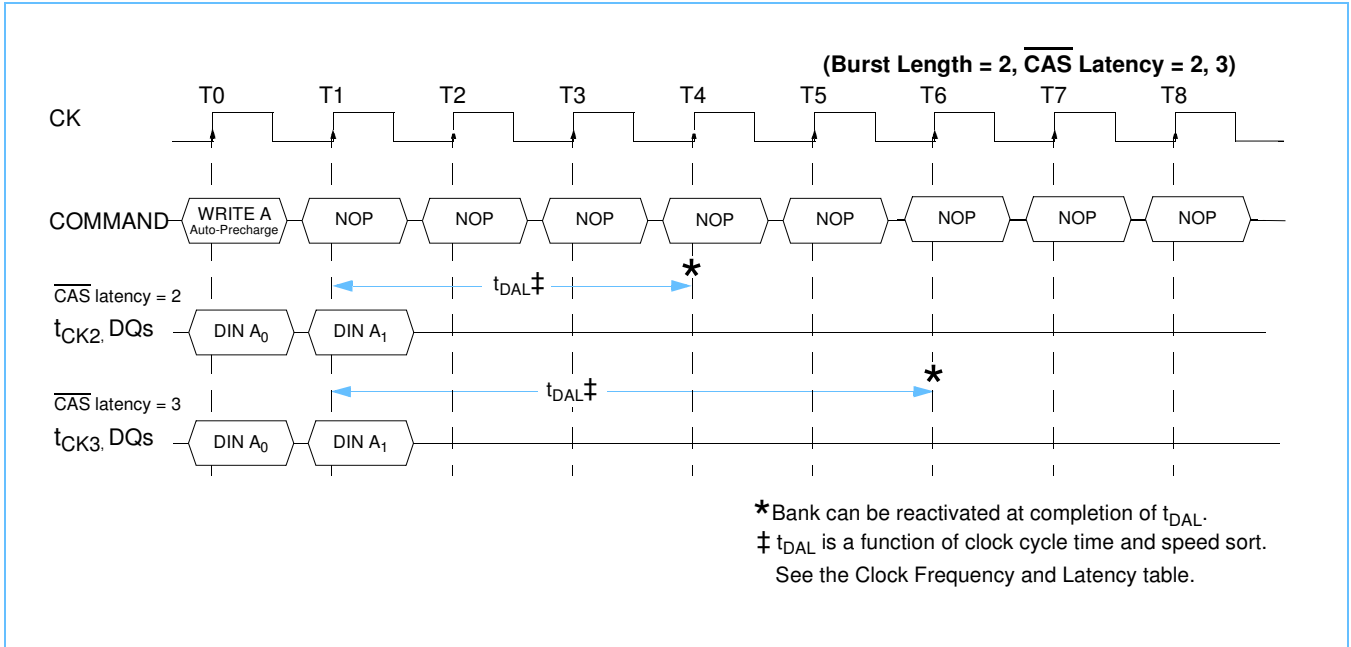 (Burst Length = 2, CAS Latency = 2, 3)
T0 T1 T2 T3 T4 T5 T6 T7 T8
CK
COMMAND WRITE A Auto-Precharge NOP NOP NOP NOP NOP NOP NOP NOP
tDAL‡ *
CAS latency = 2
tCK2, DQs DIN A0 DIN A1
tDAL‡ *
CAS latency = 3
tCK3, DQs DIN A0 DIN A1
*Bank can be reactivated at completion of tDAL.
‡ tDAL is a function of clock cycle time and speed sort.
See the Clock Frequency and Latency table.